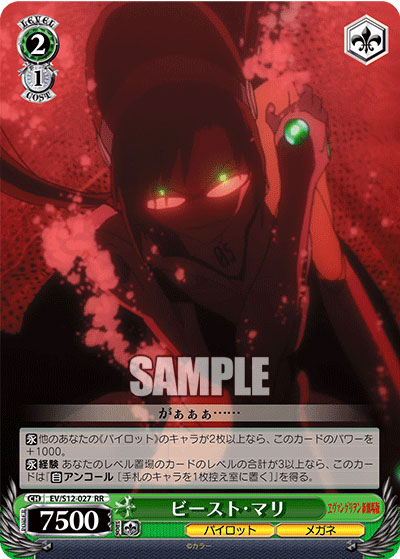 LEVEL
2
1
COST
05
SAMPLE
がぁぁぁ……
永 他のあなたの《パイロット》のキャラが2枚以上なら、このカードのパワーを
+1000。
永 経験 あなたのレベル置場のカードのレベルの合計が3以上なら、このカー
ドは『自 アンコール [手札のキャラを1枚控え室に置く]』を得る。
CH EV/S12-027 RR
POWER
7500
SOUL
ビースト・マリ
ヱヴァンゲリヲン新劇場版
パイロット
メガネ
©カラー